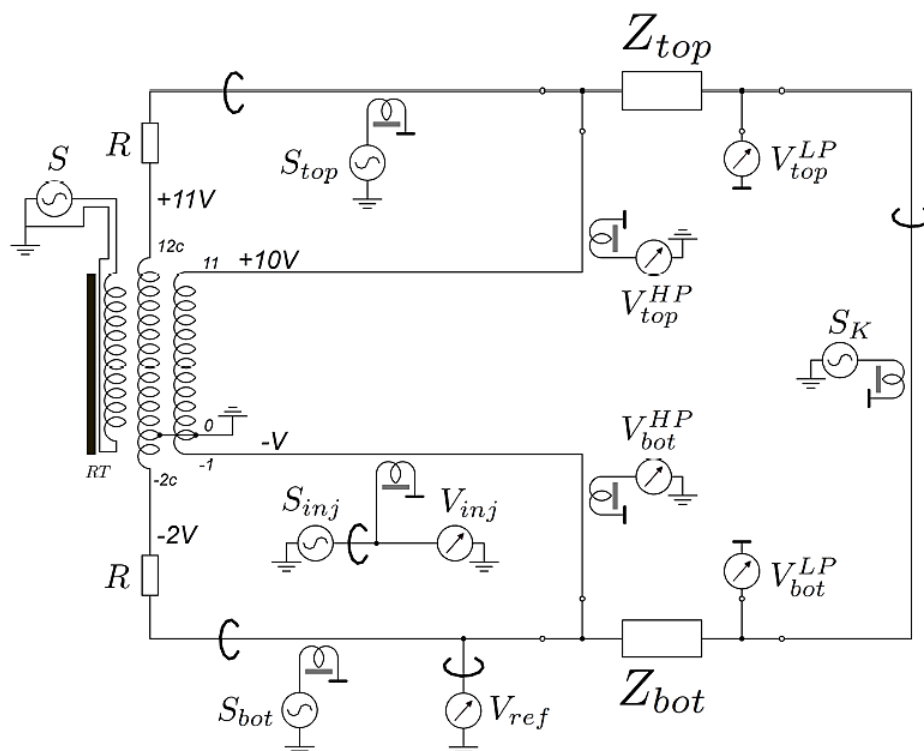 Z_top
R
S
S_top
V_top^LP
+11V
12c
11
+10V
V_top^HP
S_K
0
-V
-1
RT
-2c
V_bot^HP
S_inj
V_inj
-2V
R
V_bot^LP
S_bot
V_ref
Z_bot